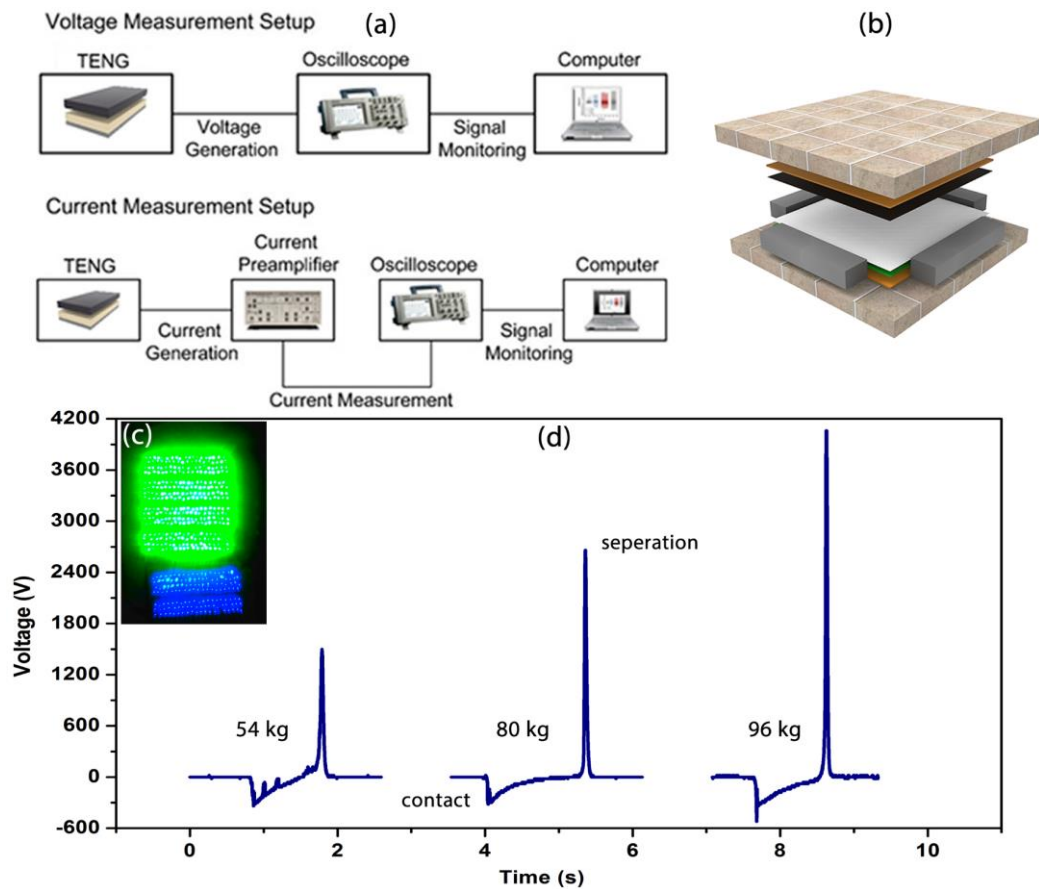 Voltage Measurement Setup
(a)
TENG
Oscilloscope
Computer
Voltage
Generation
Signal
Monitoring
Current Measurement Setup
TENG
Current
Preamplifier
Oscilloscope
Computer
Current
Generation
Signal
Monitoring
Current Measurement
(b)
(c)
(d)
4200
3600
3000
2400
1800
1200
600
0
-600
Voltage (V)
54 kg
80 kg
96 kg
contact
seperation
0
2
4
6
8
10
Time (s)